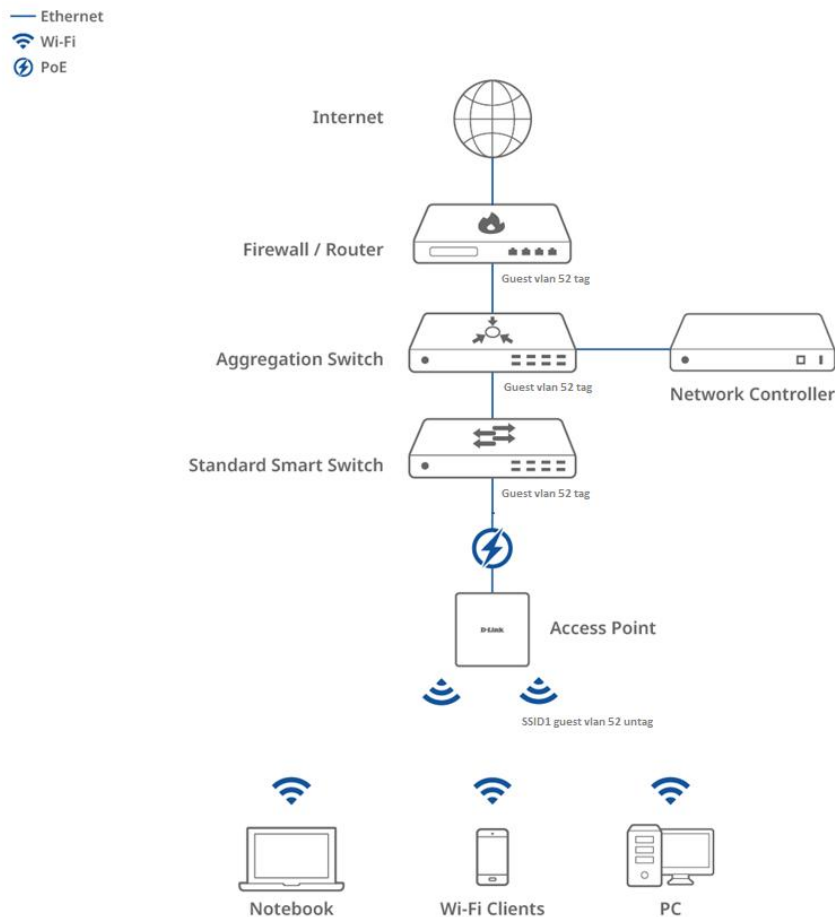 Ethernet
Wi-Fi
PoE
Internet
Firewall / Router
Guest vlan 52 tag
Aggregation Switch
Guest vlan 52 tag
Network Controller
Standard Smart Switch
Guest vlan 52 tag
D-Link
Access Point
SSID1 guest vlan 52 untag
Notebook
Wi-Fi Clients
PC